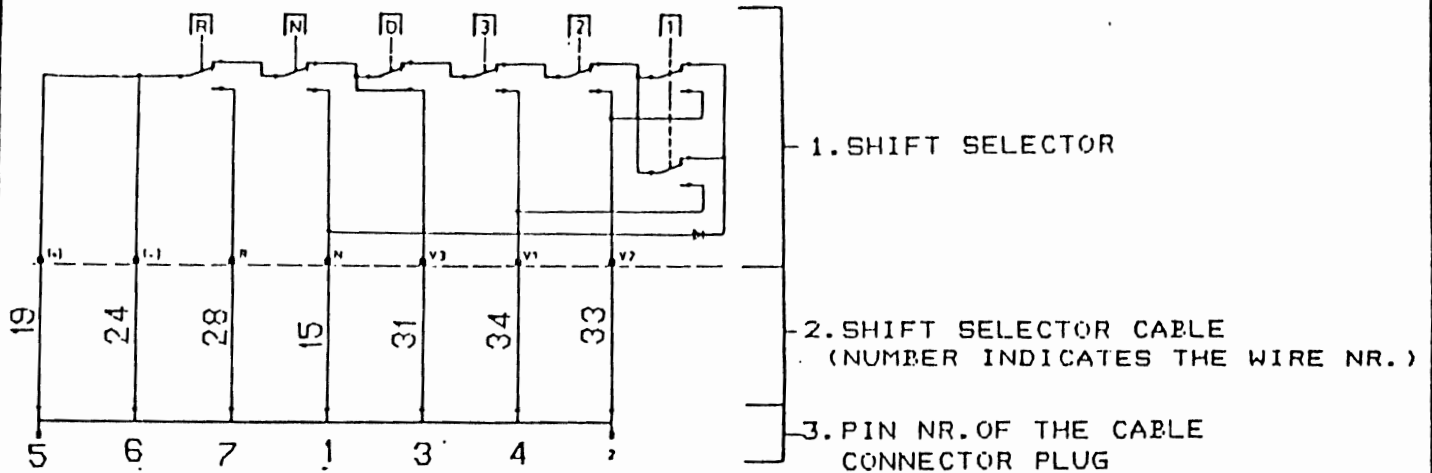 R N D 3 2 1
1. SHIFT SELECTOR
R N V3 V1 V2
19 24 28 15 31 34 33
2. SHIFT SELECTOR CABLE
(NUMBER INDICATES THE WIRE NR.)
5 6 7 1 3 4 2
3. PIN NR. OF THE CABLE
CONNECTOR PLUG